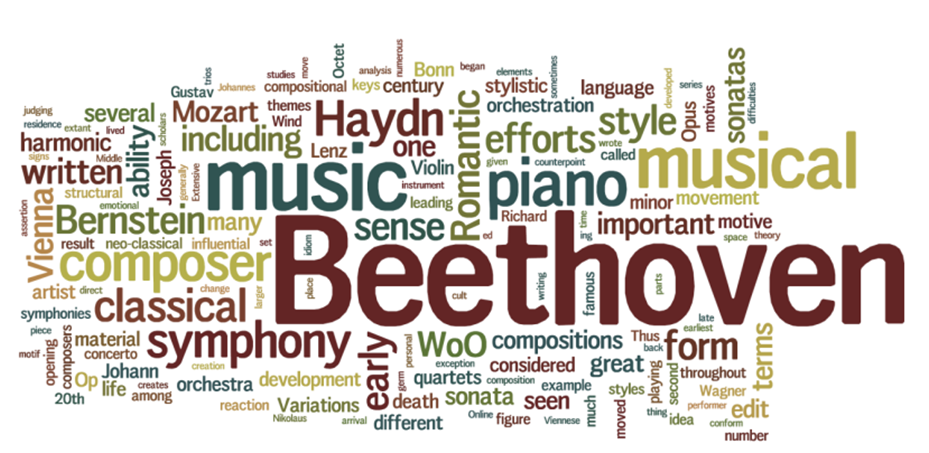 numerous
Octet
move
studies
analysis
Bonn
began
elements
sometimes
sonatas
trios
Gustav
Johannes
compositional
keys
century
stylistic
language
developed
series
difficulties
judging
several
Mozart
themes
Wind
Haydn
Romantic
orchestration
Opus
motives
residence
extant
lived
scholars
including
one
efforts
style
wrote
harmonic
ability
Lenz
given
counterpoint
called
musical
signs
Middle
Joseph
generally
Extensive
music
Violin
piano
written
structural
instrument
minor
movement
emotional
leading
assertion
Vienna
Bernstein
many
sense
Richard
time
important
motive
result
neo-classical
influential
set
idiom
ed
ing
space
theory
composer
Beethoven
artist
direct
change
larger
place
cult
writing
famous
parts
classical
symphonies
late
earliest
piece
composers
material
symphony
early
personal
WoO
compositions
Thus
back
form
terms
motif
opening
concerto
creation
exception
considered
great
Op
Johann
germ
quartets
composition
playing
second
throughout
life
creates
orchestra
development
example
styles
Wagner
20th
among
reaction
Variations
death
sonata
seen
much
moved
thing
idea
performer
edit
Nikolaus
arrival
different
Online
figure
Viennese
conform
number